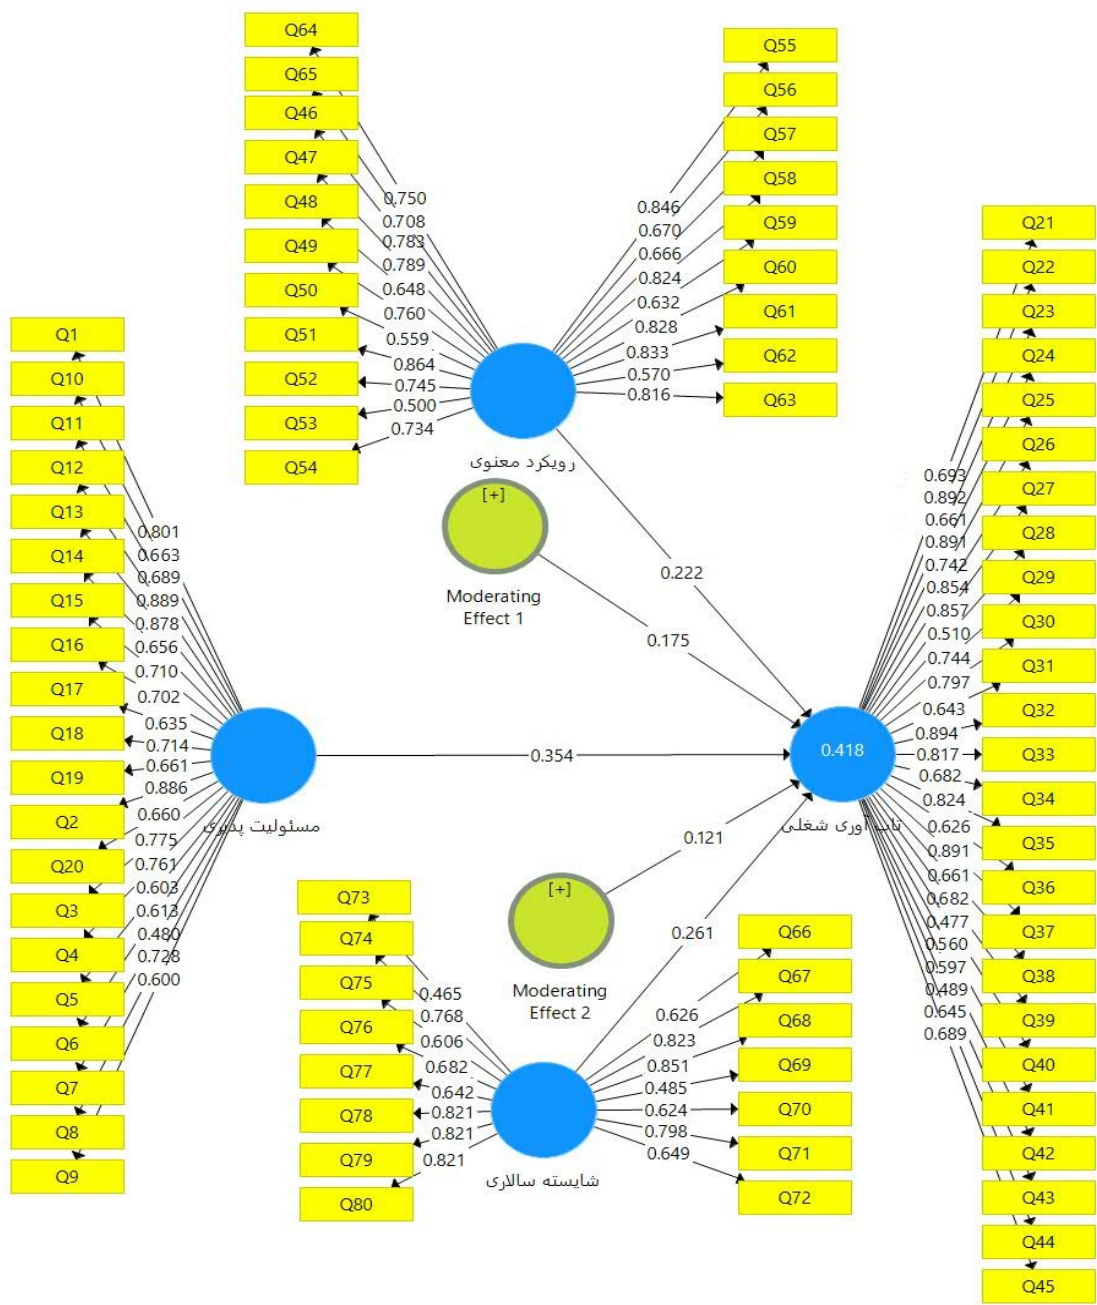 Q64
Q65
Q46
Q47
Q48
Q49
Q50
Q51
Q52
Q53
Q54
0.750
0.708
0.783
0.789
0.648
0.760
0.559
0.864
0.745
0.500
0.734
Q55
Q56
Q57
Q58
Q59
Q60
Q61
Q62
Q63
0.846
0.670
0.666
0.824
0.632
0.828
0.833
0.570
0.816
رویکرد معنوی
[+]
Moderating
Effect 1
0.222
0.175
Q1
Q10
Q11
Q12
Q13
Q14
Q15
Q16
Q17
Q18
Q19
Q2
Q20
Q3
Q4
Q5
Q6
Q7
Q8
Q9
0.801
0.663
0.689
0.889
0.878
0.656
0.710
0.702
0.635
0.714
0.661
0.886
0.660
0.775
0.761
0.603
0.613
0.480
0.728
0.600
مسئولیت پذیری
0.354
0.418
تاب آوری شغلی
Q21
Q22
Q23
Q24
Q25
Q26
Q27
Q28
Q29
Q30
Q31
Q32
Q33
Q34
Q35
Q36
Q37
Q38
Q39
Q40
Q41
Q42
Q43
Q44
Q45
0.693
0.892
0.661
0.891
0.742
0.854
0.857
0.510
0.744
0.797
0.643
0.894
0.817
0.682
0.824
0.626
0.891
0.661
0.682
0.477
0.560
0.597
0.489
0.645
0.689
0.121
[+]
Moderating
Effect 2
0.261
Q73
Q74
Q75
Q76
Q77
Q78
Q79
Q80
0.465
0.768
0.606
0.682
0.642
0.821
0.821
0.821
Q66
Q67
Q68
Q69
Q70
Q71
Q72
0.626
0.823
0.851
0.485
0.624
0.798
0.649
شایسته سالاری